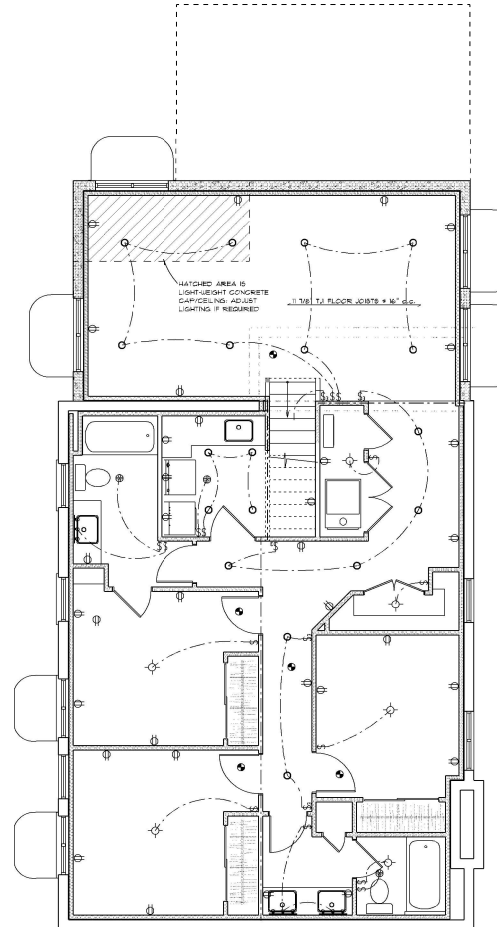 HATCHED AREA IS
LIGHT-WEIGHT CONCRETE
CAP/CEILING: ADJUST
LIGHTING IF REQUIRED
11 7/8" TJI FLOOR JOISTS @ 16" o.c.